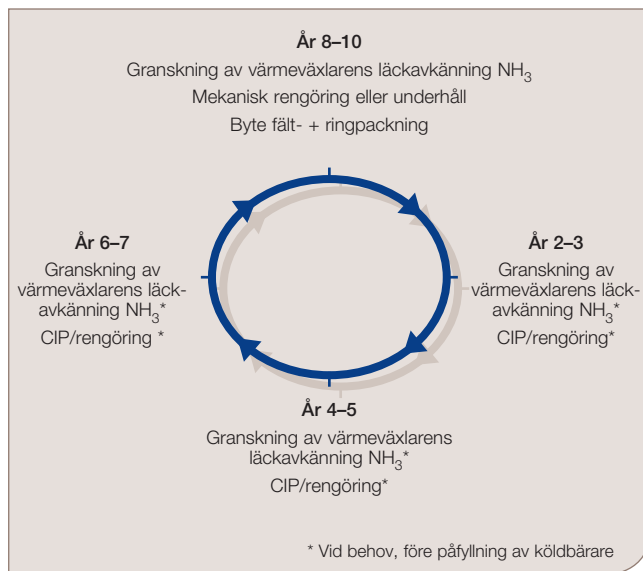 År 8–10
Granskning av värmeväxlarens läckavkänning NH3
Mekanisk rengöring eller underhåll
Byte fält- + ringpackning
År 6–7
Granskning av
värmeväxlarens läck-
avkänning NH3*
CIP/rengöring *
År 2–3
Granskning av
värmeväxlarens läck-
avkänning NH3*
CIP/rengöring*
År 4–5
Granskning av värmeväxlarens
läckavkänning NH3*
CIP/rengöring*
* Vid behov, före påfyllning av köldbärare